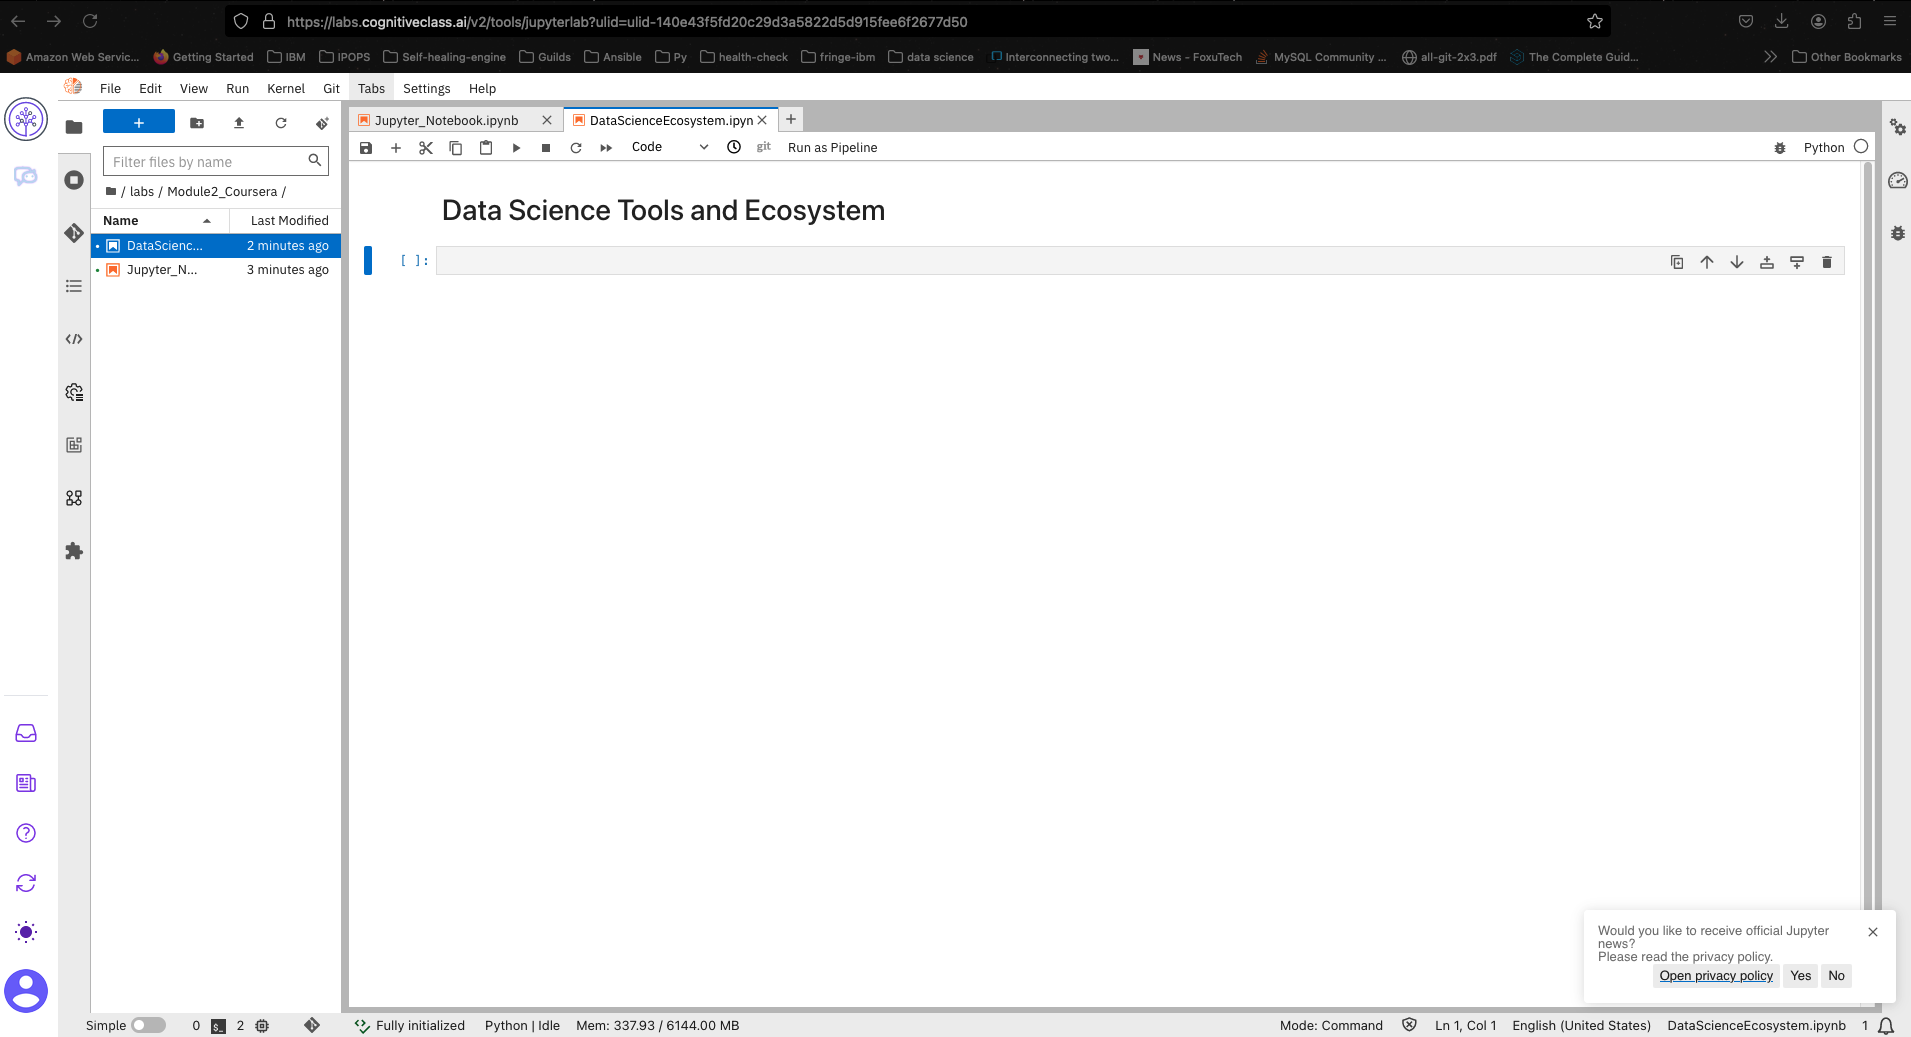 https://labs.cognitiveclass.ai/v2/tools/jupyterlab?ulid=ulid-140e43f5fd20c29d3a5822d5d915fee6f2677d50
Amazon Web Servic... Getting Started IBM IPOPS Self-healing-engine Guilds Ansible Py health-check fringe-ibm data science Interconnecting two... News - FoxuTech MySQL Community ... all-git-2x3.pdf The Complete Guid... Other Bookmarks
File Edit View Run Kernel Git Tabs Settings Help
+ Jupyter_Notebook.ipynb DataScienceEcosystem.ipyn +
Code git Run as Pipeline Python
Filter files by name
/ labs / Module2_Coursera /
Name Last Modified
DataScienc... 2 minutes ago
Jupyter_N... 3 minutes ago
Data Science Tools and Ecosystem
[ ]:
Would you like to receive official Jupyter
news?
Please read the privacy policy.
Open privacy policy Yes No
Simple 0 $_ 2 Fully initialized Python | Idle Mem: 337.93 / 6144.00 MB Mode: Command Ln 1, Col 1 English (United States) DataScienceEcosystem.ipynb 1